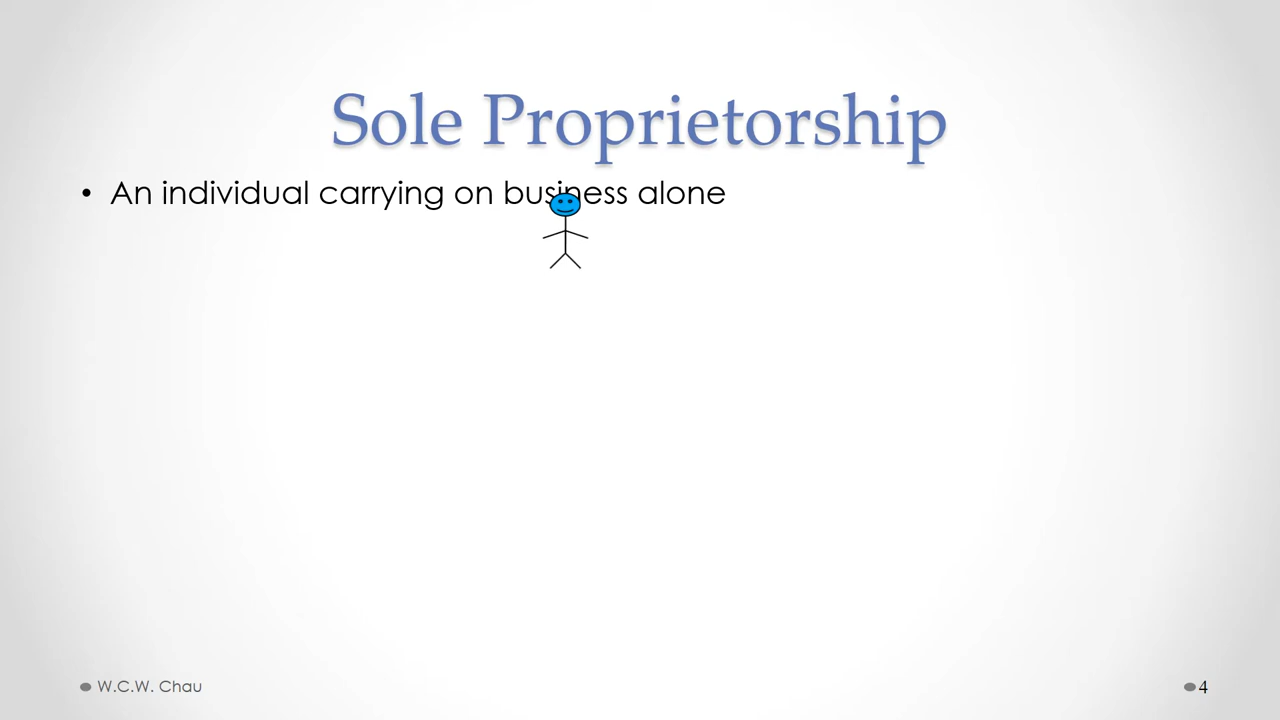 Sole Proprietorship
• An individual carrying on business alone
W.C.W. Chau
4